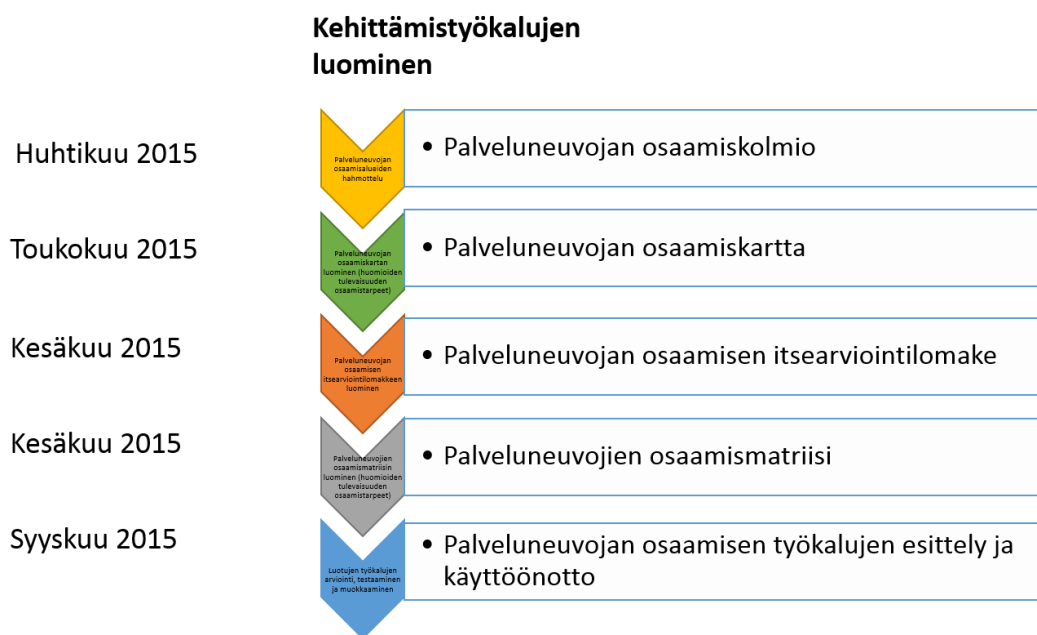 Kehittämistyökalujen
luominen
Huhtikuu 2015
Palveluneuvojan
osaamisalueiden
hahmottelu
• Palveluneuvojan osaamiskolmio
Toukokuu 2015
Palveluneuvojan
osaamiskartan
luominen (huomioiden
tulevaisuuden
osaamistarpeet)
• Palveluneuvojan osaamiskartta
Kesäkuu 2015
Palveluneuvojan
osaamisen
itsearviointilomakkeen
luominen
• Palveluneuvojan osaamisen itsearviointilomake
Kesäkuu 2015
Palveluneuvojien
osaamismatriisin
luominen (huomioiden
tulevaisuuden
osaamistarpeet)
• Palveluneuvojien osaamismatriisi
Syyskuu 2015
Luotujen työkalujen
arviointi, testaaminen
ja muokkaaminen
• Palveluneuvojan osaamisen työkalujen esittely ja
käyttöönotto